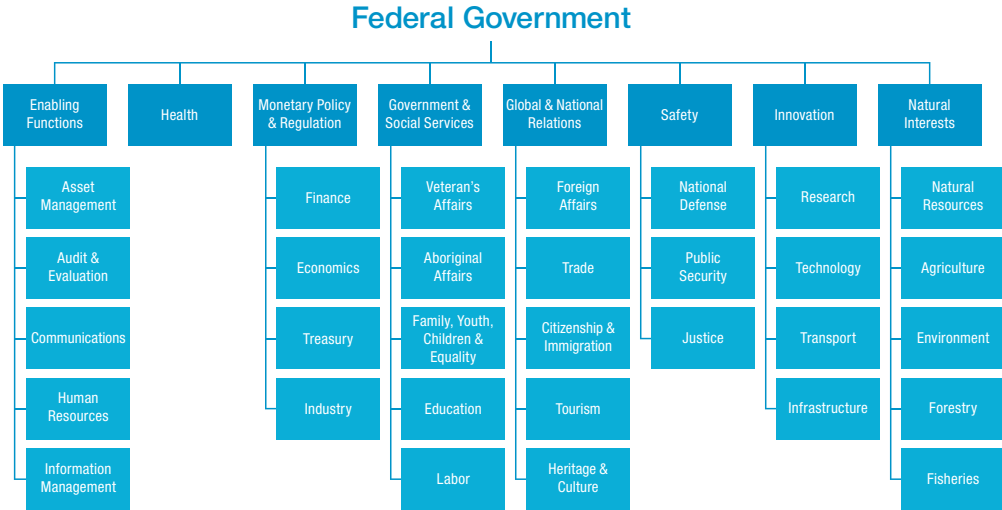 Federal Government
Enabling
Functions
Health
Monetary Policy
& Regulation
Government &
Social Services
Global & National
Relations
Safety
Innovation
Natural
Interests
Asset
Management
Audit &
Evaluation
Communications
Human
Resources
Information
Management
Finance
Economics
Treasury
Industry
Veteran's
Affairs
Aboriginal
Affairs
Family, Youth,
Children &
Equality
Education
Labor
Foreign
Affairs
Trade
Citizenship &
Immigration
Tourism
Heritage &
Culture
National
Defense
Public
Security
Justice
Research
Technology
Transport
Infrastructure
Natural
Resources
Agriculture
Environment
Forestry
Fisheries